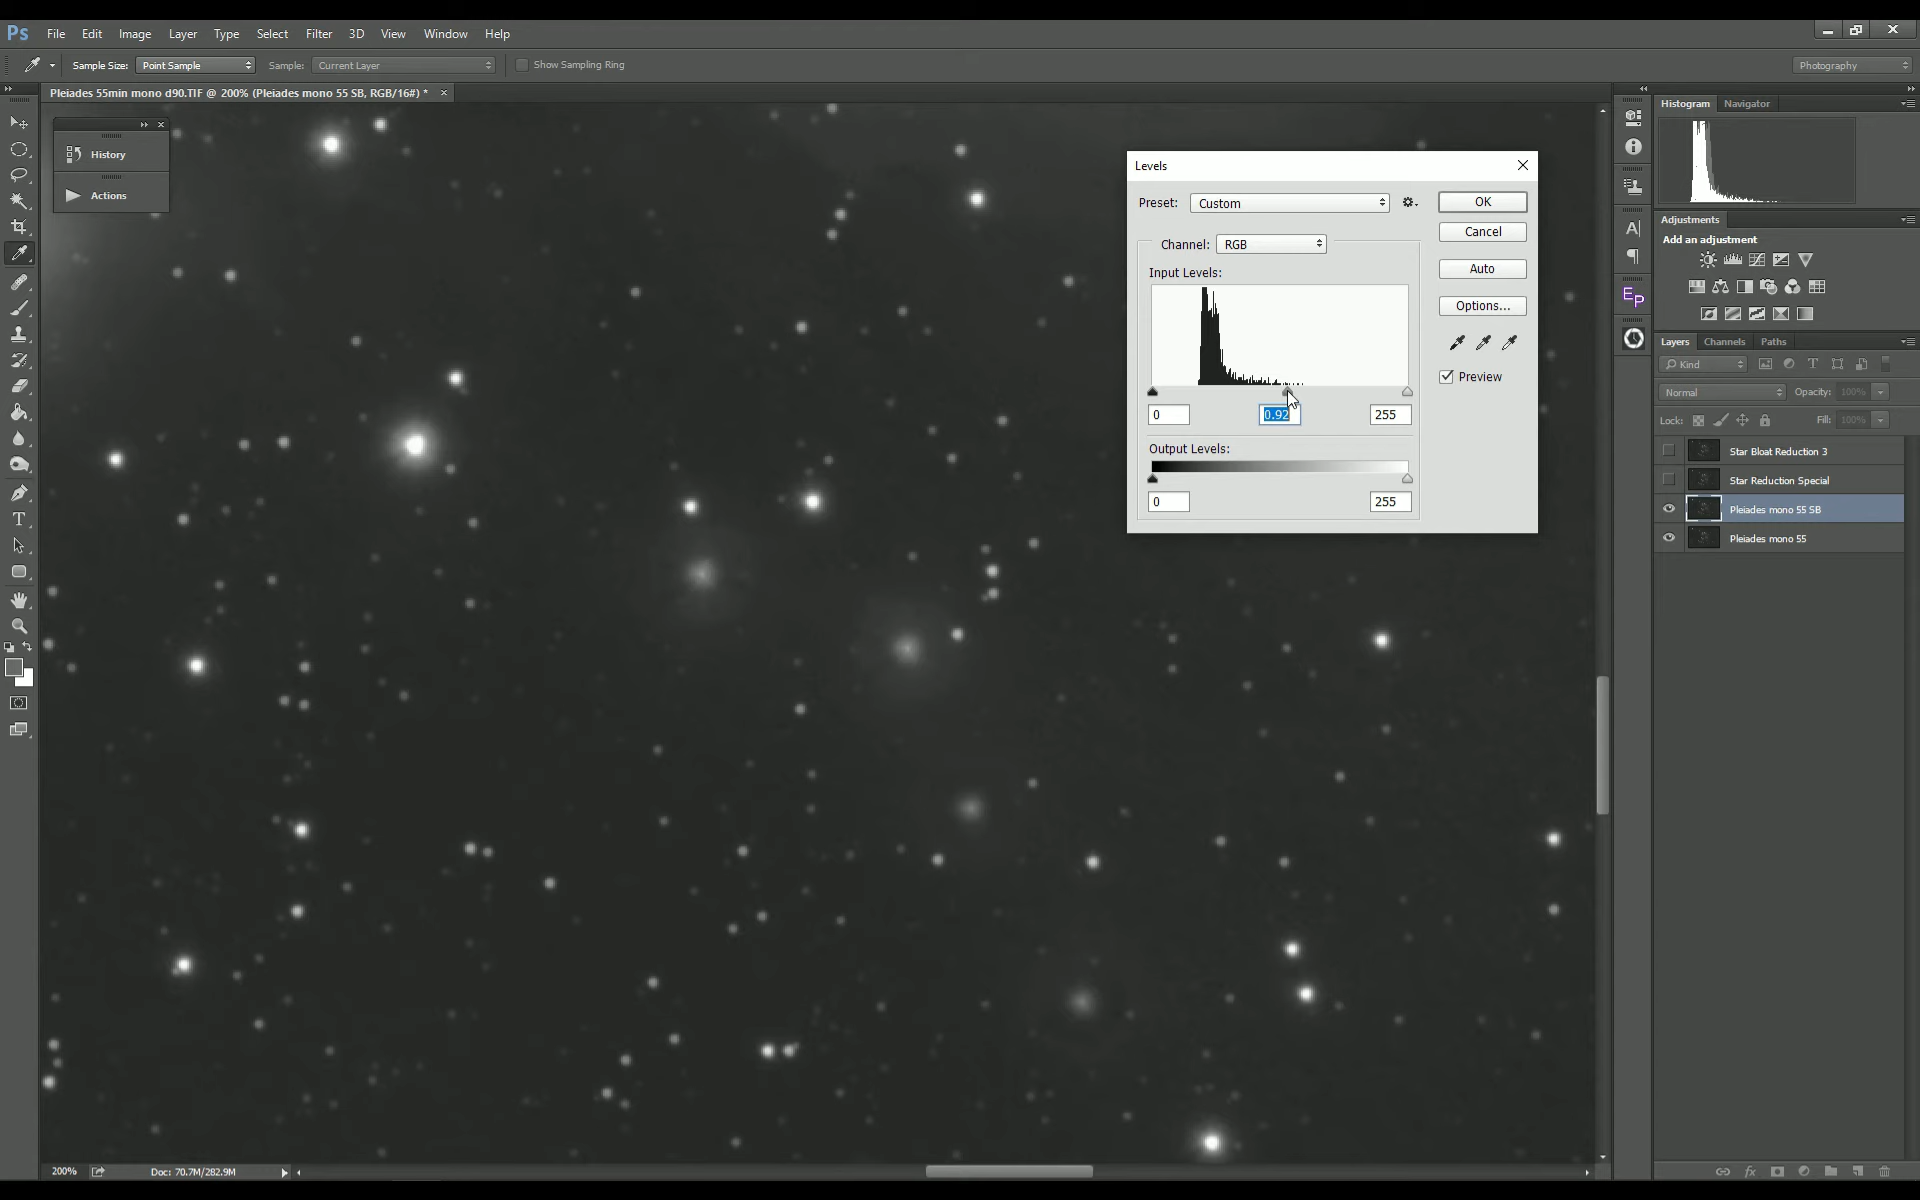 Ps File Edit Image Layer Type Select Filter 3D View Window Help
Sample Size: Point Sample Sample: Current Layer Show Sampling Ring Photography
Pleiades 55min mono d90.TIF @ 200% (Pleiades mono 55 SB, RGB/16#) *
History
Actions
Levels
Preset: Custom OK
Cancel
Channel: RGB
Auto
Input Levels:
Options...
Preview
0 0.92 255
Output Levels:
0 255
Histogram Navigator
Adjustments
Add an adjustment
A
EP
Layers Channels Paths
Kind T
Normal Opacity: 100%
Lock: Fill: 100%
Star Bloat Reduction 3
Star Reduction Special
Pleiades mono 55 SB
Pleiades mono 55
T
200% Doc: 70.7M/282.9M
fx